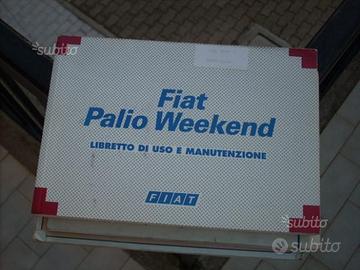 subito
Fiat
Palio Weekend
LIBRETTO DI USO E MANUTENZIONE
FIAT
subito
subito